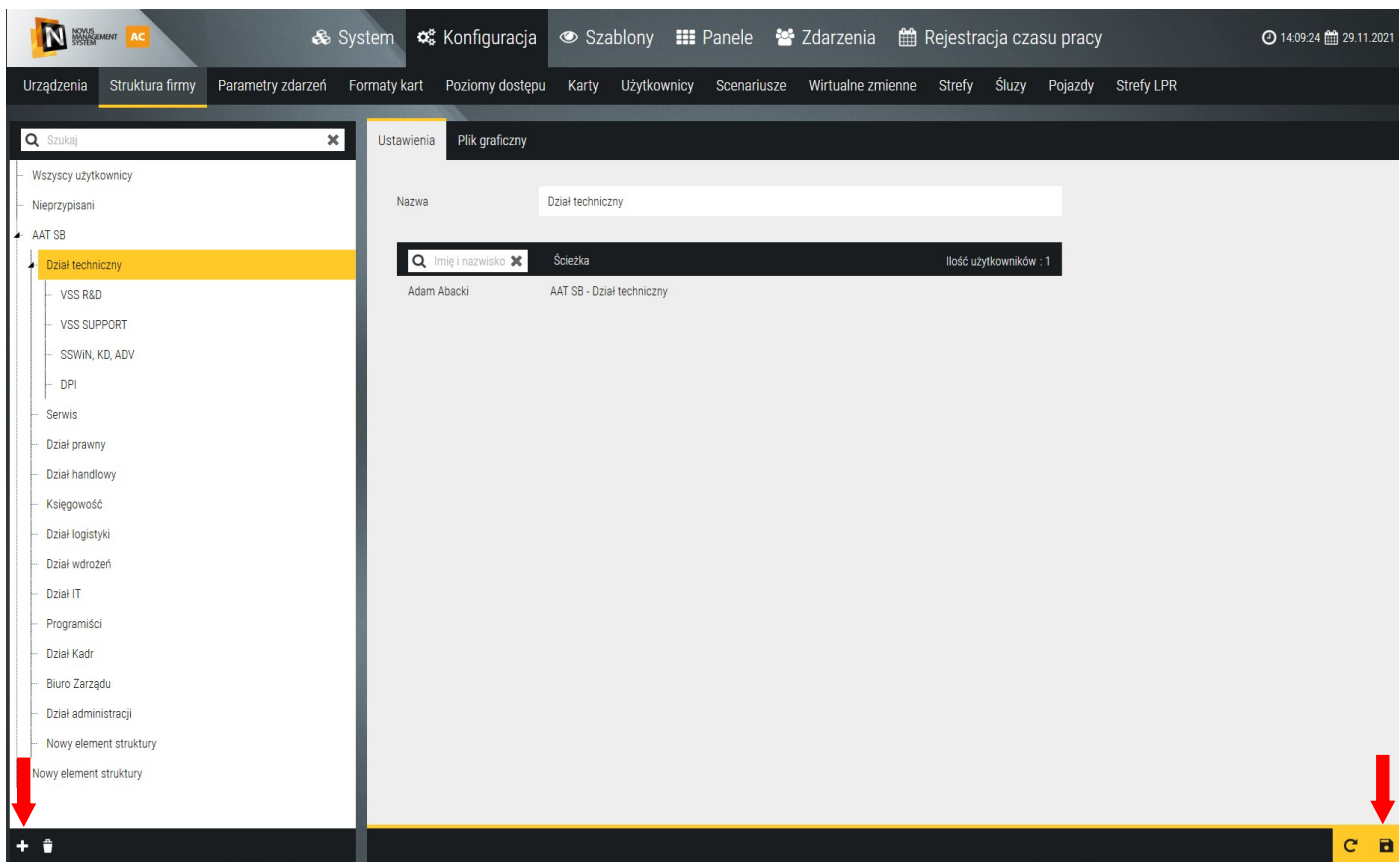 NOVUS
MANAGEMENT
SYSTEM
AC
System Konfiguracja Szablony Panele Zdarzenia Rejestracja czasu pracy 14:09:24 29.11.2021
Urządzenia Struktura firmy Parametry zdarzeń Formaty kart Poziomy dostępu Karty Użytkownicy Scenariusze Wirtualne zmienne Strefy Śluzy Pojazdy Strefy LPR
Szukaj
Wszyscy użytkownicy
Nieprzypisani
AAT SB
Dział techniczny
VSS R&D
VSS SUPPORT
SSWiN, KD, ADV
DPI
Serwis
Dział prawny
Dział handlowy
Księgowość
Dział logistyki
Dział wdrożeń
Dział IT
Programiści
Dział Kadr
Biuro Zarządu
Dział administracji
Nowy element struktury
Nowy element struktury
Ustawienia Plik graficzny
Nazwa Dział techniczny
Imię i nazwisko Ścieżka Ilość użytkowników : 1
Adam Abacki AAT SB - Dział techniczny